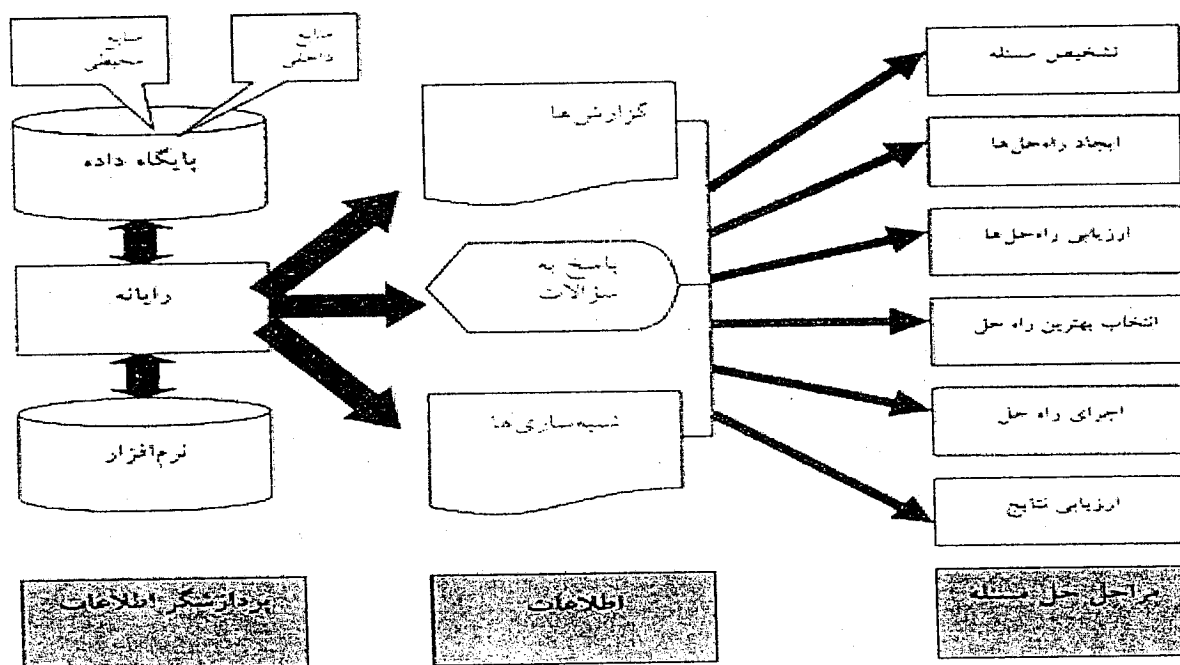 منابع
محیطی
منابع
داخلی
پایگاه داده
رایانه
نرم‌افزار
پردازشگر اطلاعات
گزارش‌ها
پاسخ به
سؤالات
شبیه‌سازی‌ها
اطلاعات
تشخیص مسئله
ایجاد راه‌حل‌ها
ارزیابی راه‌حل‌ها
انتخاب بهترین راه حل
اجرای راه حل
ارزیابی نتایج
مراحل حل مسئله